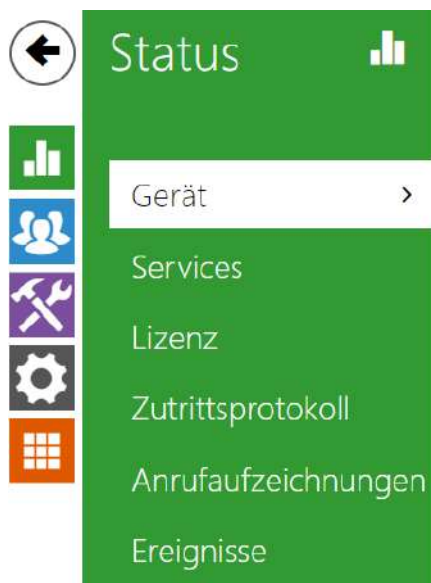 Status
Gerät
Services
Lizenz
Zutrittsprotokoll
Anrufaufzeichnungen
Ereignisse